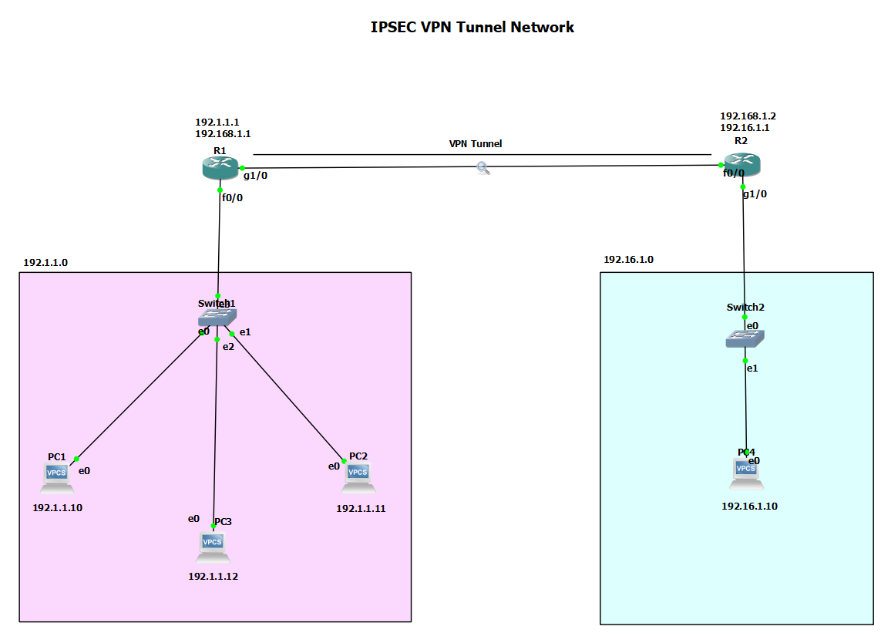 IPSEC VPN Tunnel Network
192.1.1.1
192.168.1.1
R1
g1/0
f0/0
VPN Tunnel
192.168.1.2
192.16.1.1
R2
f0/0
g1/0
192.1.1.0
Switch1
e0
e1
e2
PC1
VPCS
e0
192.1.1.10
PC2
e0
VPCS
192.1.1.11
e0
PC3
VPCS
192.1.1.12
192.16.1.0
Switch2
e0
e1
PC4
e0
VPCS
192.16.1.10